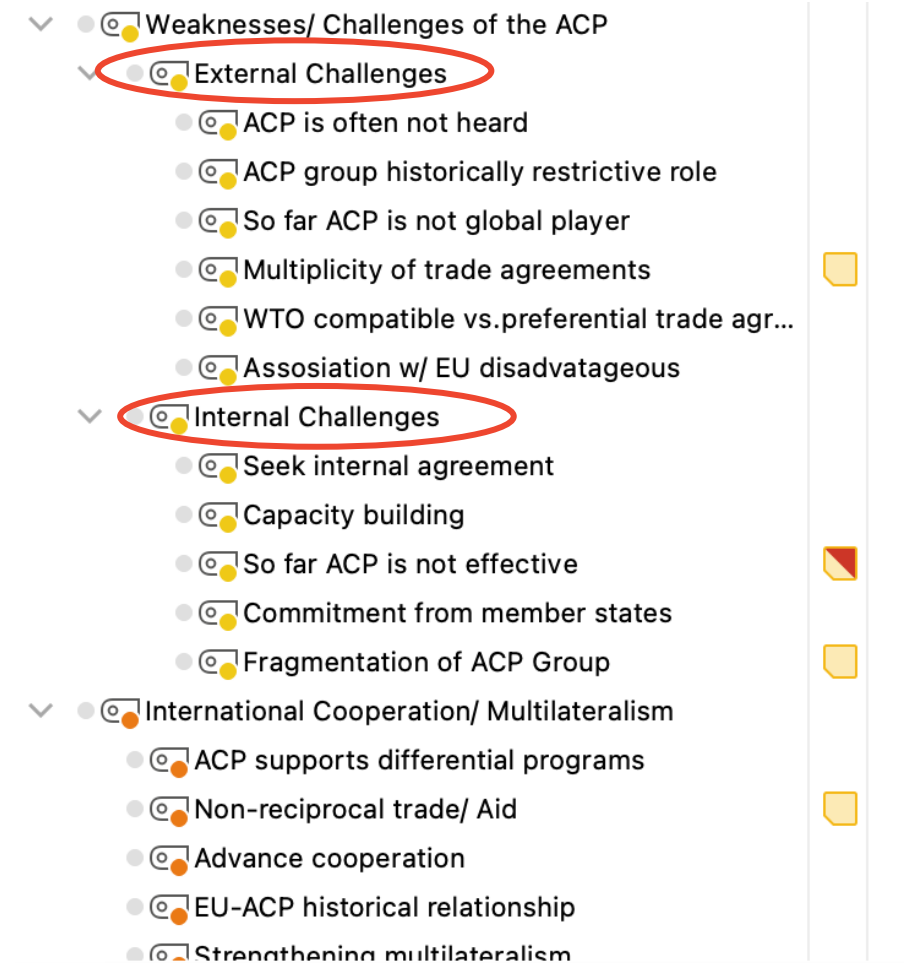 Weaknesses/ Challenges of the ACP
External Challenges
ACP is often not heard
ACP group historically restrictive role
So far ACP is not global player
Multiplicity of trade agreements
WTO compatible vs.preferential trade agr...
Assosiation w/ EU disadvatageous
Internal Challenges
Seek internal agreement
Capacity building
So far ACP is not effective
Commitment from member states
Fragmentation of ACP Group
International Cooperation/ Multilateralism
ACP supports differential programs
Non-reciprocal trade/ Aid
Advance cooperation
EU-ACP historical relationship
Strengthening multilateralism